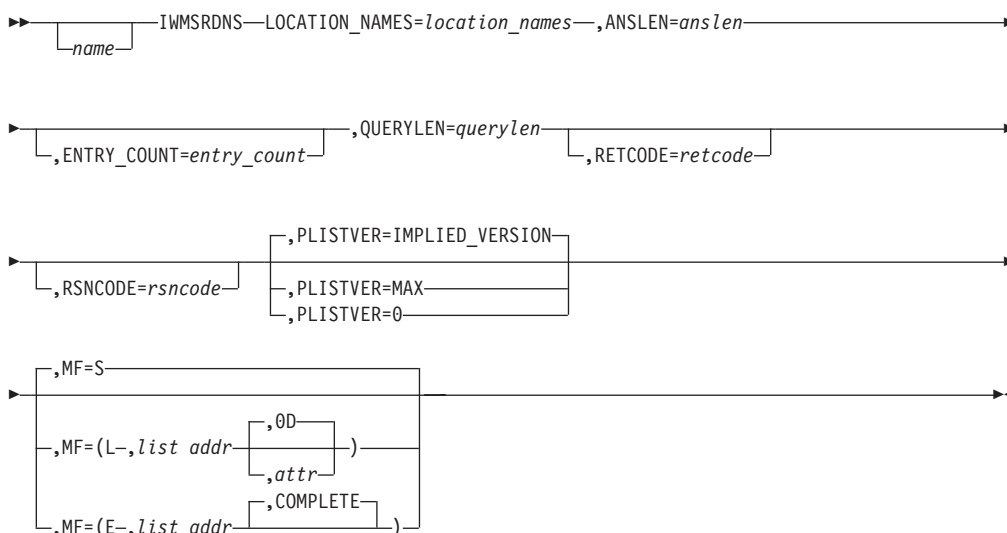 IWMSRDNS LOCATION_NAMES=location_names ,ANSLEN=anslen
name
,QUERYLEN=querylen
,ENTRY_COUNT=entry_count ,RETCODE=retcode
,PLISTVER=IMPLIED_VERSION
,RSNCODE=rsncode ,PLISTVER=MAX
,PLISTVER=0
,MF=S
,0D
,MF=(L ,list addr )
,attr
,COMPLETE
,MF=(E ,list addr )